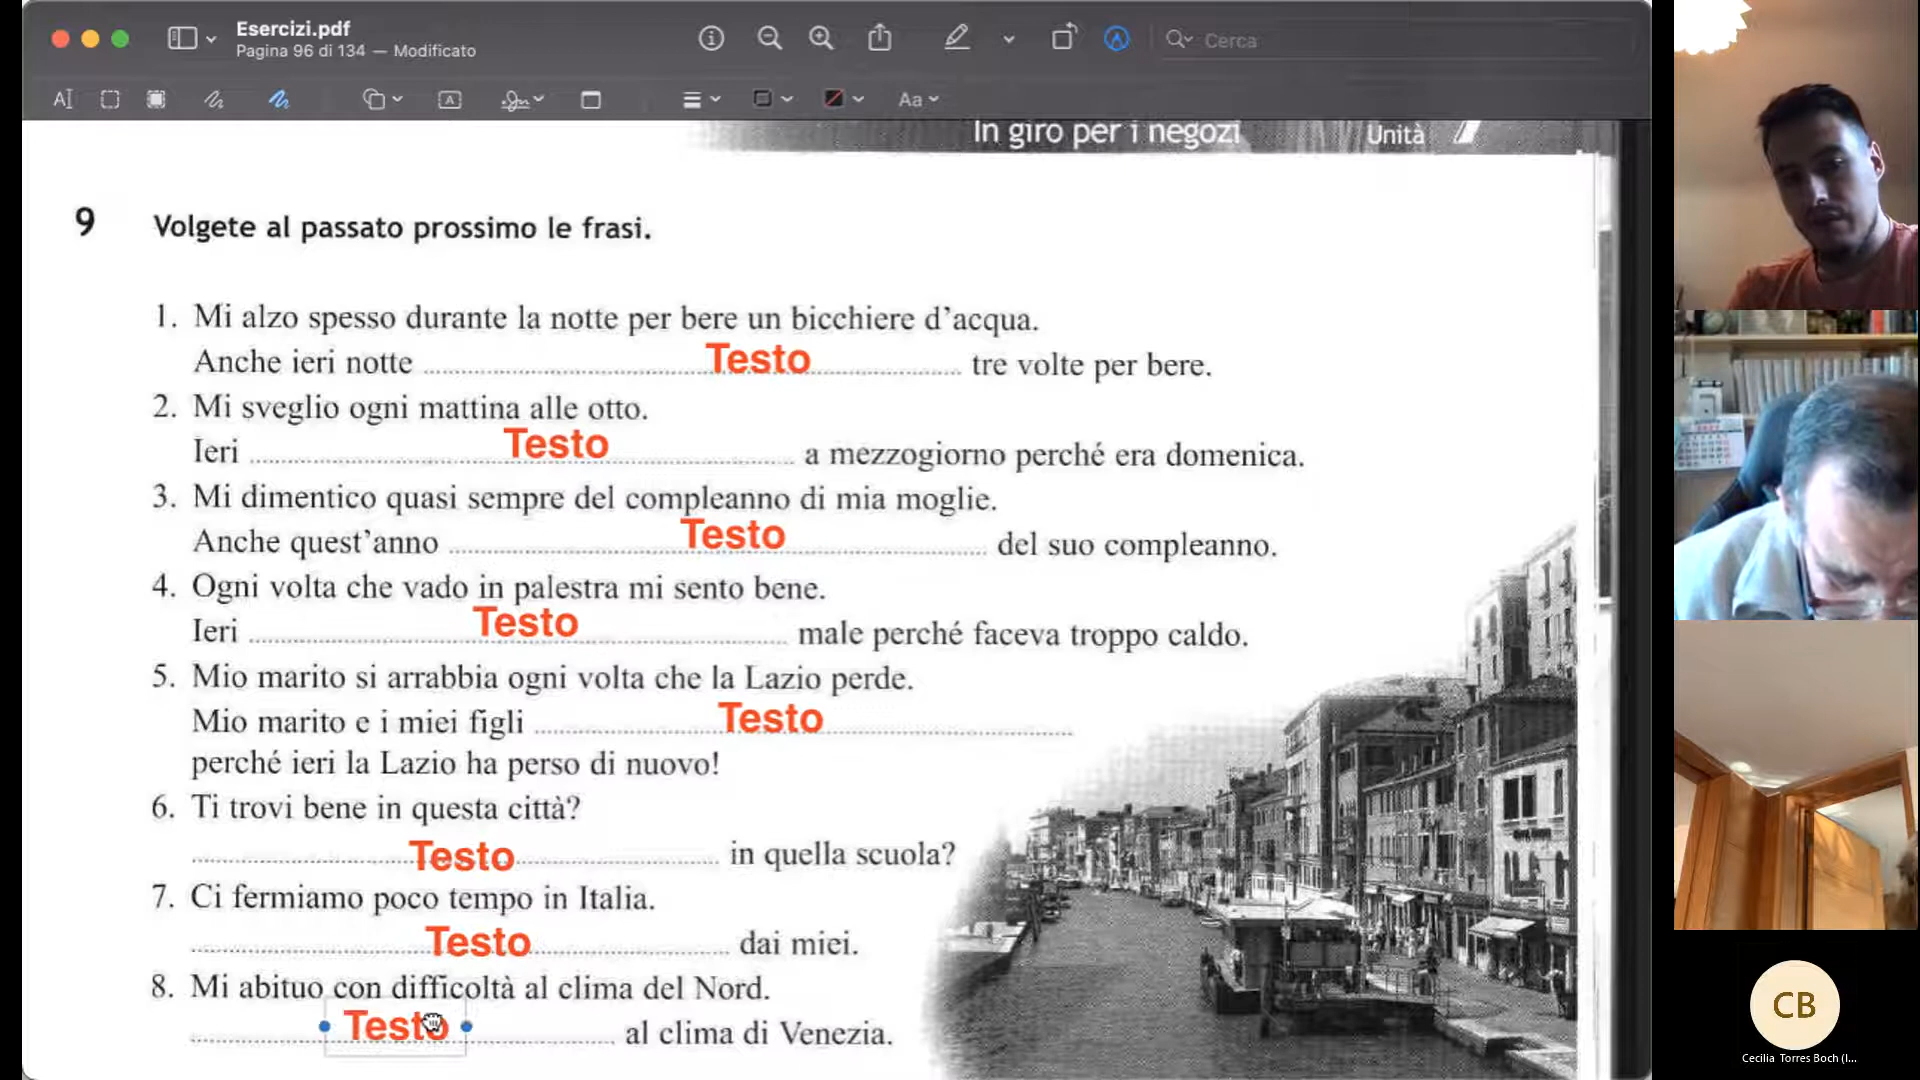 Esercizi.pdf
Pagina 96 di 134 — Modificato
Cerca
Aa
In giro per i negozi Unità 7
9 Volgete al passato prossimo le frasi.
1. Mi alzo spesso durante la notte per bere un bicchiere d'acqua.
Anche ieri notte Testo tre volte per bere.
2. Mi sveglio ogni mattina alle otto.
Ieri Testo a mezzogiorno perché era domenica.
3. Mi dimentico quasi sempre del compleanno di mia moglie.
Anche quest'anno Testo del suo compleanno.
4. Ogni volta che vado in palestra mi sento bene.
Ieri Testo male perché faceva troppo caldo.
5. Mio marito si arrabbia ogni volta che la Lazio perde.
Mio marito e i miei figli Testo
perché ieri la Lazio ha perso di nuovo!
6. Ti trovi bene in questa città?
Testo in quella scuola?
7. Ci fermiamo poco tempo in Italia.
Testo dai miei.
8. Mi abituo con difficoltà al clima del Nord.
Testo al clima di Venezia.
CB
Cecilia Torres Boch (I...